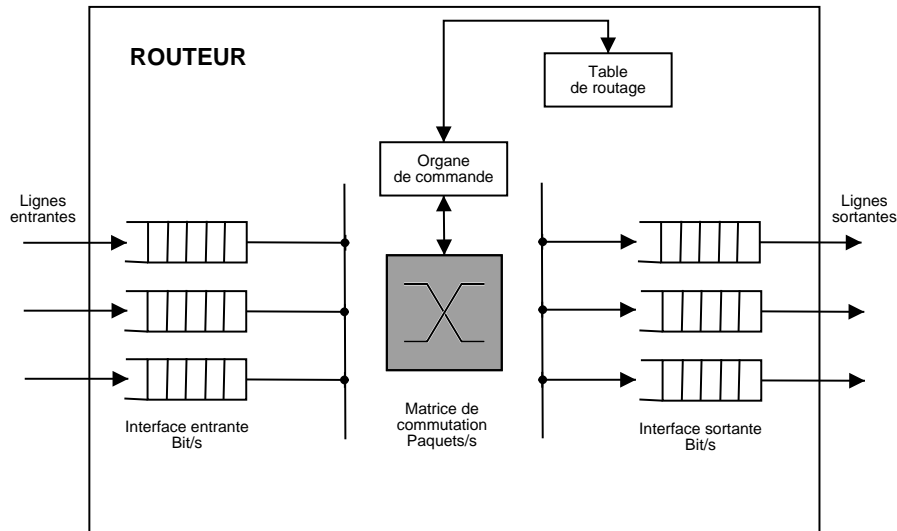 ROUTEUR
Table
de routage
Organe
de commande
Lignes
entrantes
Lignes
sortantes
Interface entrante
Bit/s
Matrice de
commutation
Paquets/s
Interface sortante
Bit/s